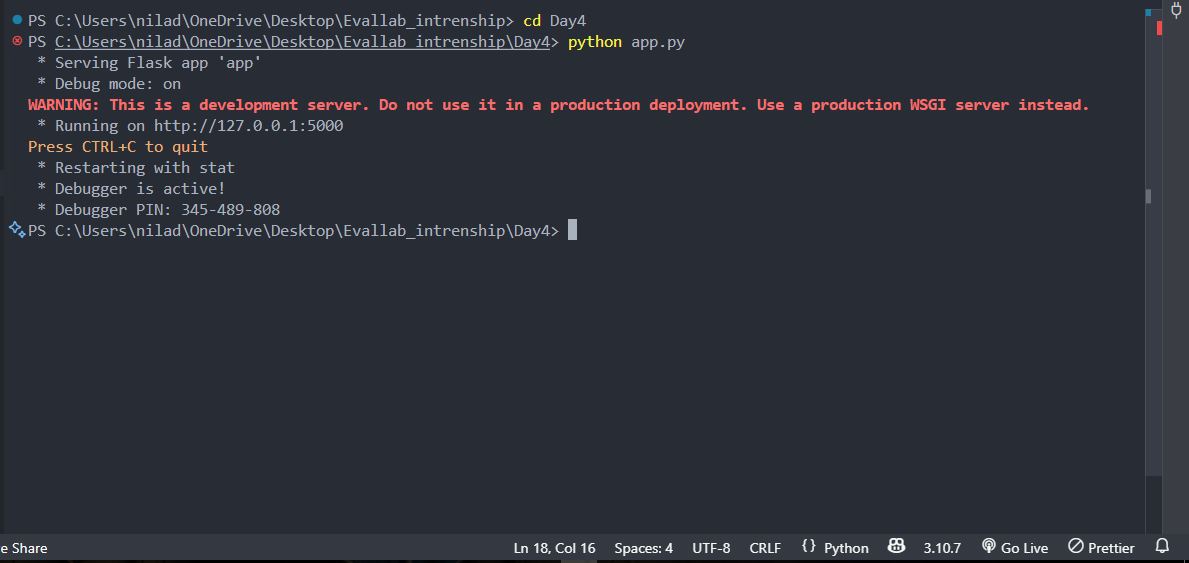 PS C:\Users\nilad\OneDrive\Desktop\Evallab_intrenship> cd Day4
PS C:\Users\nilad\OneDrive\Desktop\Evallab_intrenship\Day4> python app.py
 * Serving Flask app 'app'
 * Debug mode: on
WARNING: This is a development server. Do not use it in a production deployment. Use a production WSGI server instead.
 * Running on http://127.0.0.1:5000
Press CTRL+C to quit
 * Restarting with stat
 * Debugger is active!
 * Debugger PIN: 345-489-808
PS C:\Users\nilad\OneDrive\Desktop\Evallab_intrenship\Day4>
e Share Ln 18, Col 16 Spaces: 4 UTF-8 CRLF {} Python 3.10.7 Go Live Prettier